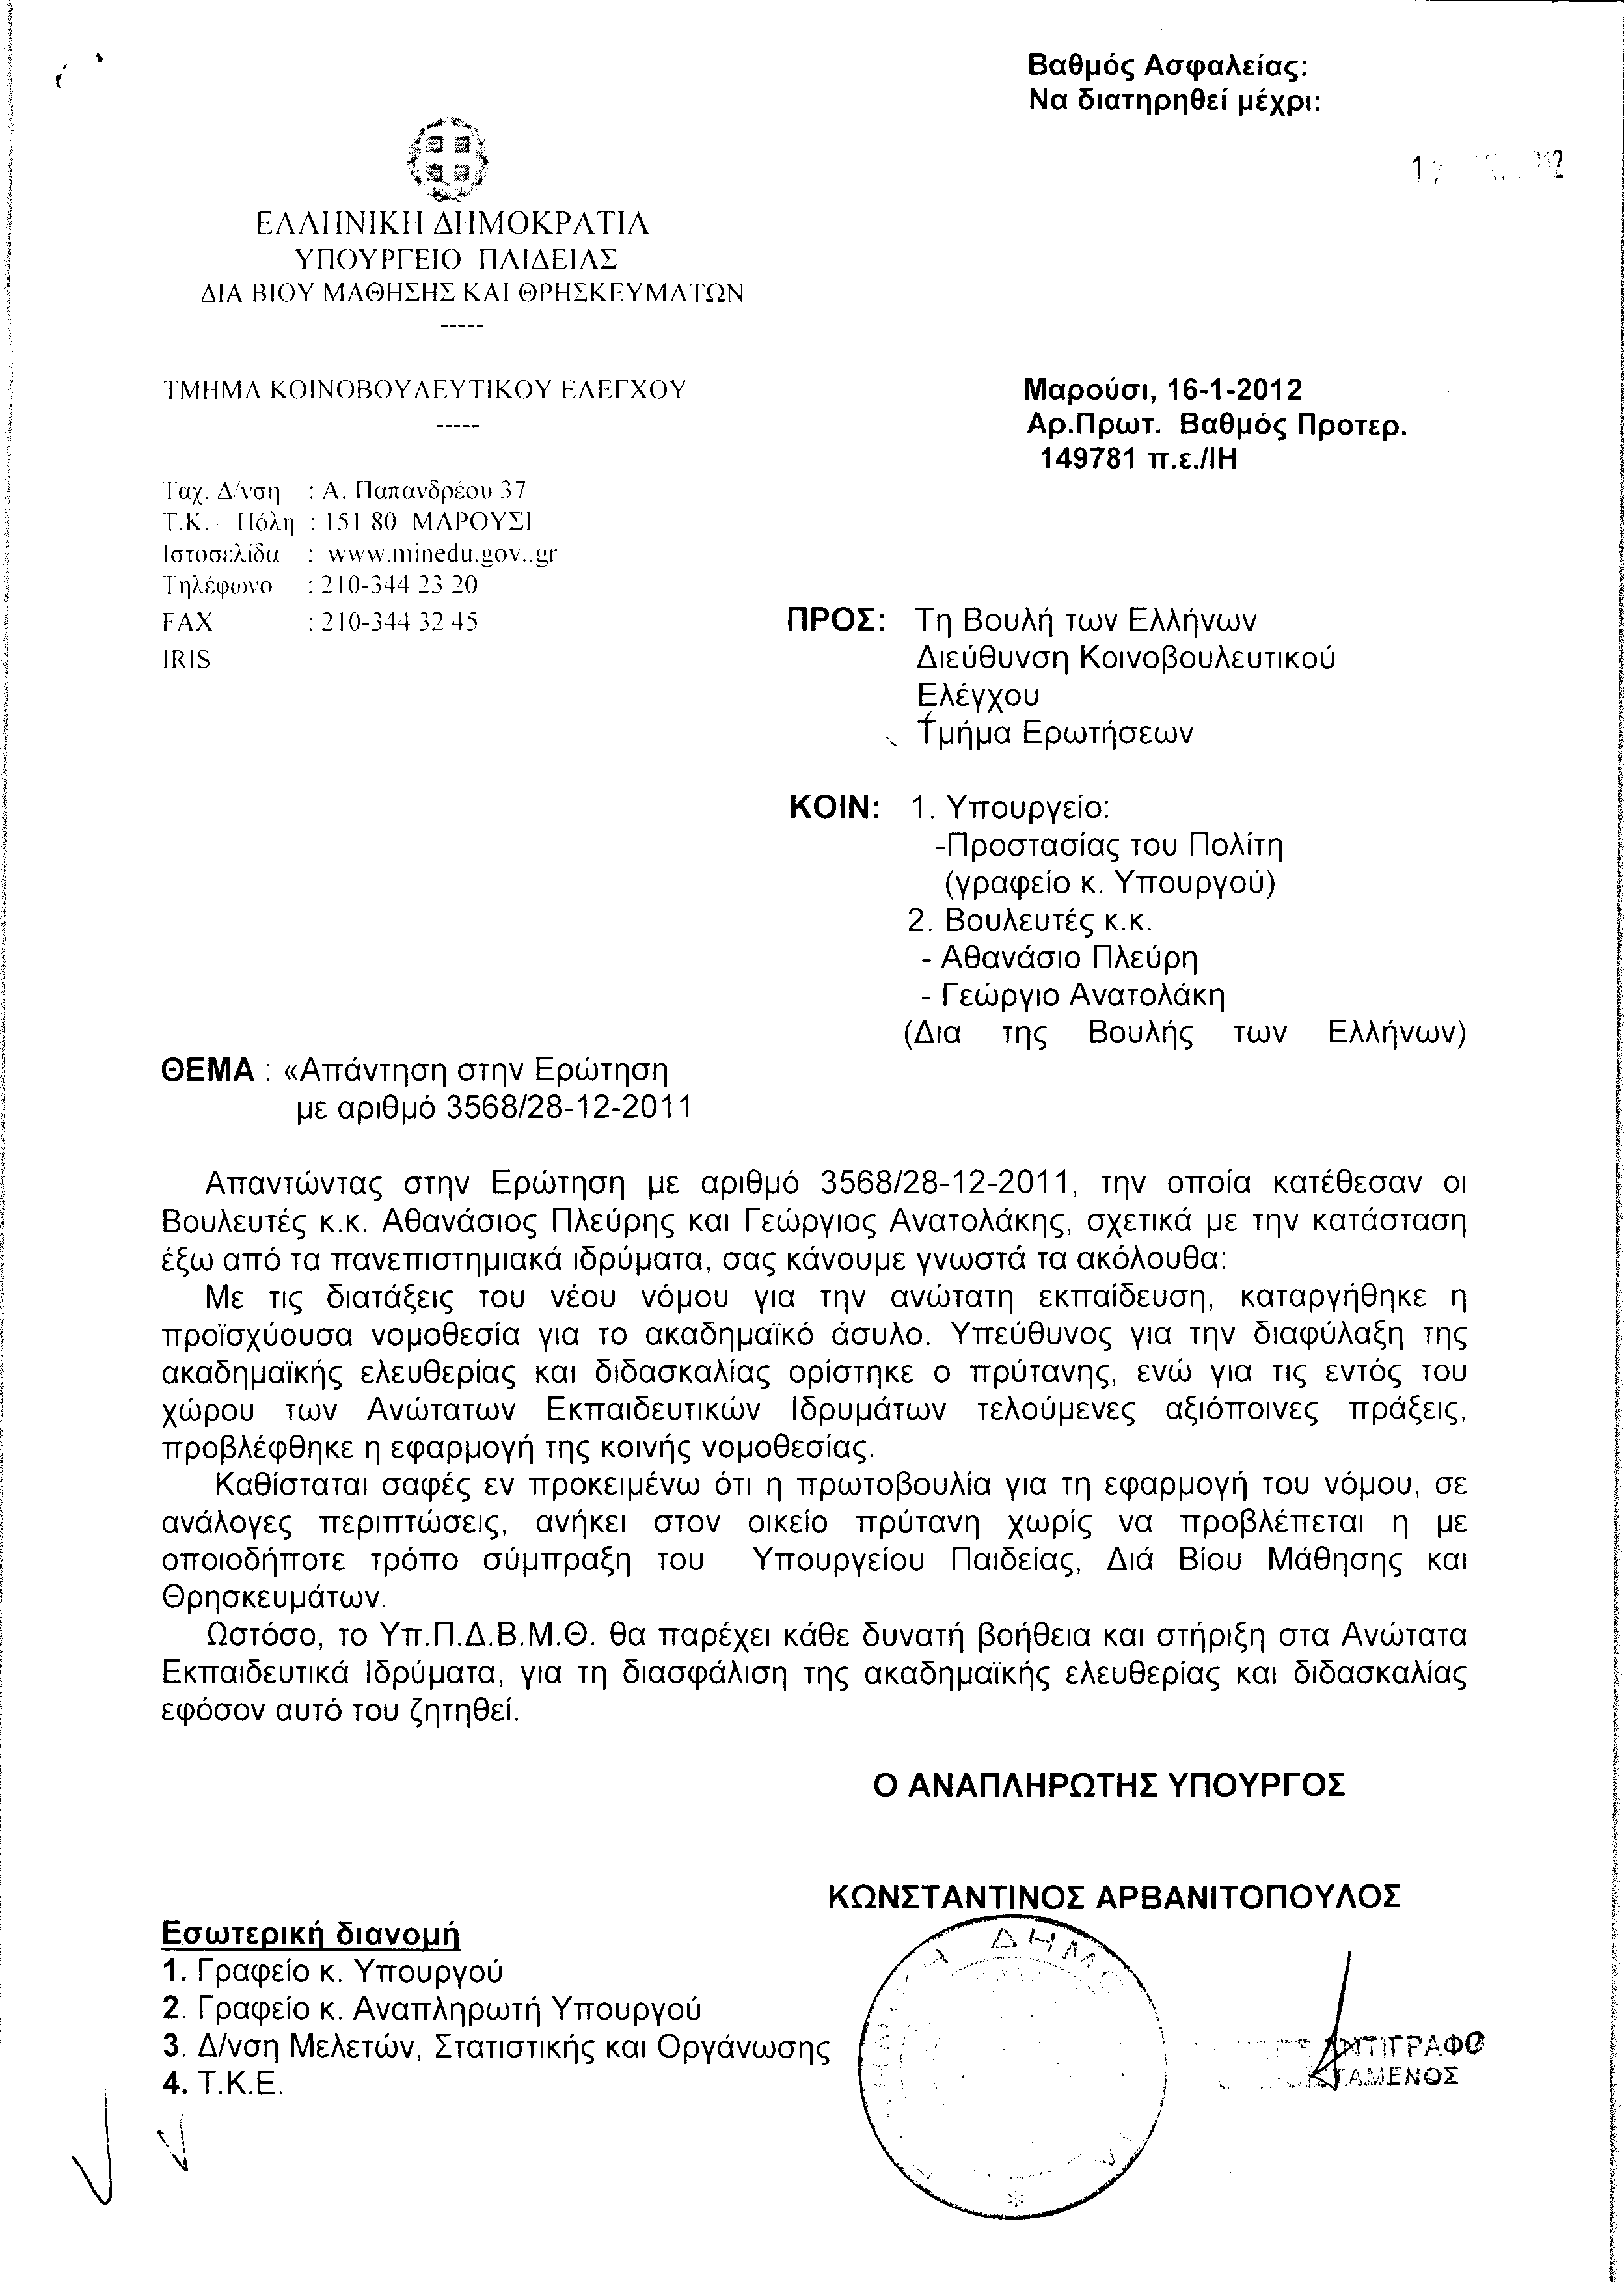 Βαθμός Ασφαλείας:
Να διατηρηθεί μέχρι:
ΕΛΛΗΝΙΚΗ ΔΗΜΟΚΡΑΤΙΑ
ΥΠΟΥΡΓΕΙΟ ΠΑΙΔΕΙΑΣ
ΔΙΑ ΒΙΟΥ ΜΑΘΗΣΗΣ ΚΑΙ ΘΡΗΣΚΕΥΜΑΤΩΝ
-----
ΤΜΗΜΑ ΚΟΙΝΟΒΟΥΛΕΥΤΙΚΟΥ ΕΛΕΓΧΟΥ
-----
Μαρούσι, 16-1-2012
Αρ.Πρωτ. Βαθμός Προτερ.
149781 π.ε./ΙΗ
Ταχ. Δ/νση : Α. Παπανδρέου 37
Τ.Κ. - Πόλη : 151 80 ΜΑΡΟΥΣΙ
Ιστοσελίδα : www.minedu.gov..gr
Τηλέφωνο : 210-344 23 20
FAX : 210-344 32 45
IRIS
ΠΡΟΣ: Τη Βουλή των Ελλήνων
Διεύθυνση Κοινοβουλευτικού
Ελέγχου
Τμήμα Ερωτήσεων
ΚΟΙΝ: 1. Υπουργείο:
-Προστασίας του Πολίτη
(γραφείο κ. Υπουργού)
2. Βουλευτές κ.κ.
- Αθανάσιο Πλεύρη
- Γεώργιο Ανατολάκη
(Δια της Βουλής των Ελλήνων)
ΘΕΜΑ : «Απάντηση στην Ερώτηση
με αριθμό 3568/28-12-2011
Απαντώντας στην Ερώτηση με αριθμό 3568/28-12-2011, την οποία κατέθεσαν οι
Βουλευτές κ.κ. Αθανάσιος Πλεύρης και Γεώργιος Ανατολάκης, σχετικά με την κατάσταση
έξω από τα πανεπιστημιακά ιδρύματα, σας κάνουμε γνωστά τα ακόλουθα:
Με τις διατάξεις του νέου νόμου για την ανώτατη εκπαίδευση, καταργήθηκε η
προϊσχύουσα νομοθεσία για το ακαδημαϊκό άσυλο. Υπεύθυνος για την διαφύλαξη της
ακαδημαϊκής ελευθερίας και διδασκαλίας ορίστηκε ο πρύτανης, ενώ για τις εντός του
χώρου των Ανώτατων Εκπαιδευτικών Ιδρυμάτων τελούμενες αξιόποινες πράξεις,
προβλέφθηκε η εφαρμογή της κοινής νομοθεσίας.
Καθίσταται σαφές εν προκειμένω ότι η πρωτοβουλία για τη εφαρμογή του νόμου, σε
ανάλογες περιπτώσεις, ανήκει στον οικείο πρύτανη χωρίς να προβλέπεται η με
οποιοδήποτε τρόπο σύμπραξη του Υπουργείου Παιδείας, Διά Βίου Μάθησης και
Θρησκευμάτων.
Ωστόσο, το Υπ.Π.Δ.Β.Μ.Θ. θα παρέχει κάθε δυνατή βοήθεια και στήριξη στα Ανώτατα
Εκπαιδευτικά Ιδρύματα, για τη διασφάλιση της ακαδημαϊκής ελευθερίας και διδασκαλίας
εφόσον αυτό του ζητηθεί.
Ο ΑΝΑΠΛΗΡΩΤΗΣ ΥΠΟΥΡΓΟΣ
ΚΩΝΣΤΑΝΤΙΝΟΣ ΑΡΒΑΝΙΤΟΠΟΥΛΟΣ
Εσωτερική διανομή
1. Γραφείο κ. Υπουργού
2. Γραφείο κ. Αναπληρωτή Υπουργού
3. Δ/νση Μελετών, Στατιστικής και Οργάνωσης
4. Τ.Κ.Ε.
ΑΝΤΙΓΡΑΦΟ